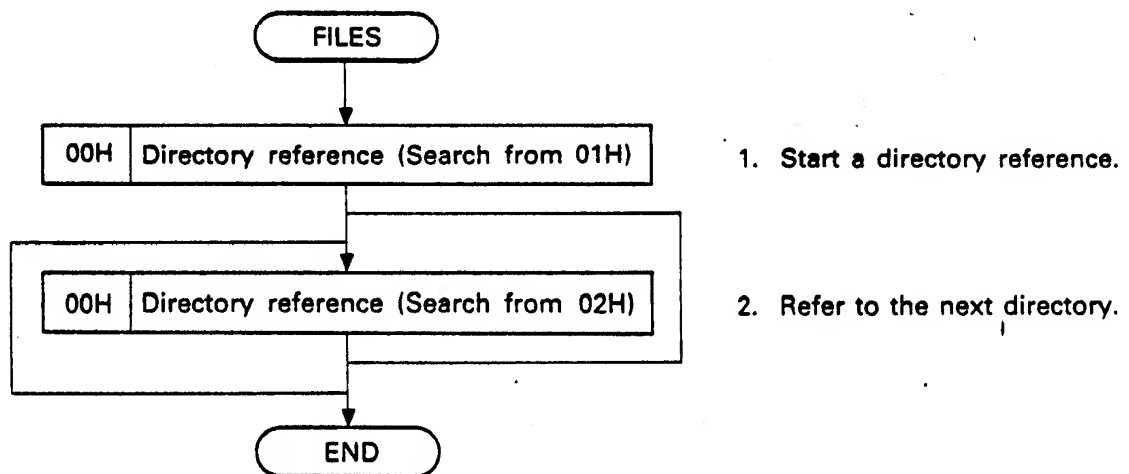 FILES
00H Directory reference (Search from 01H)
1. Start a directory reference.
00H Directory reference (Search from 02H)
2. Refer to the next directory.
END